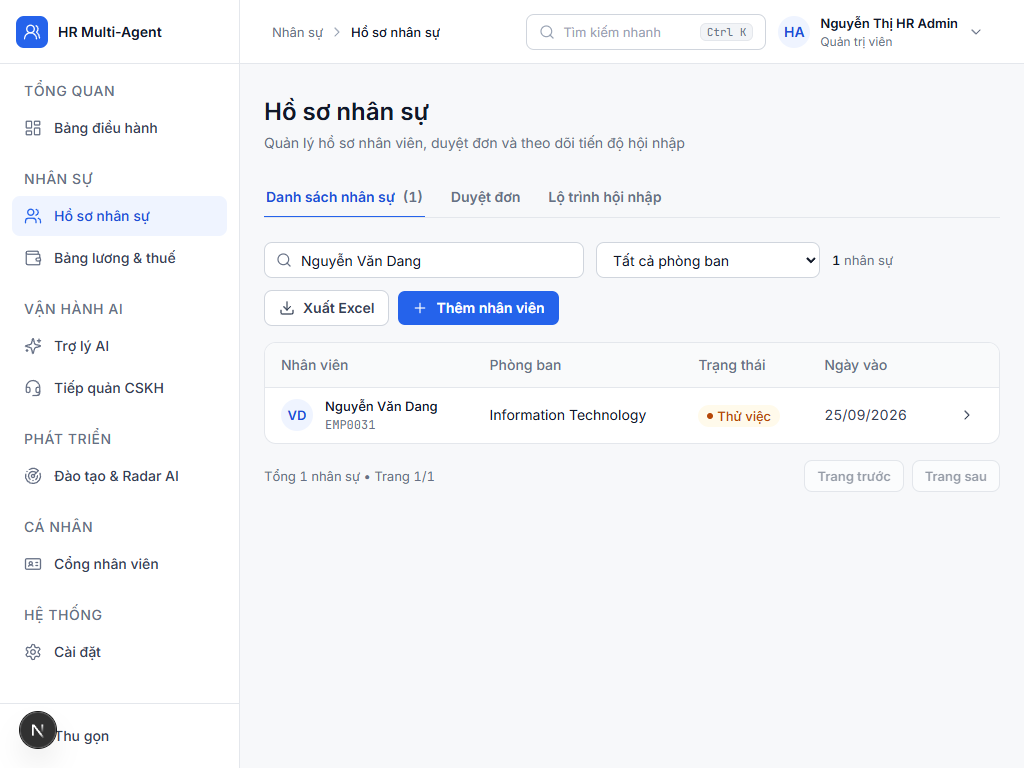 HR Multi-Agent
Nhân sự > Hồ sơ nhân sự
Tìm kiếm nhanh
Ctrl K
HA
Nguyễn Thị HR Admin
Quản trị viên
TỔNG QUAN
Bảng điều hành
NHÂN SỰ
Hồ sơ nhân sự
Bảng lương & thuế
VẬN HÀNH AI
Trợ lý AI
Tiếp quản CSKH
PHÁT TRIỂN
Đào tạo & Radar AI
CÁ NHÂN
Cổng nhân viên
HỆ THỐNG
Cài đặt
N
Thu gọn
Hồ sơ nhân sự
Quản lý hồ sơ nhân viên, duyệt đơn và theo dõi tiến độ hội nhập
Danh sách nhân sự (1)
Duyệt đơn
Lộ trình hội nhập
Nguyễn Văn Dang
Tất cả phòng ban
1 nhân sự
Xuất Excel
+ Thêm nhân viên
Nhân viên
Phòng ban
Trạng thái
Ngày vào
VD
Nguyễn Văn Dang
EMP0031
Information Technology
Thử việc
25/09/2026
Tổng 1 nhân sự • Trang 1/1
Trang trước
Trang sau